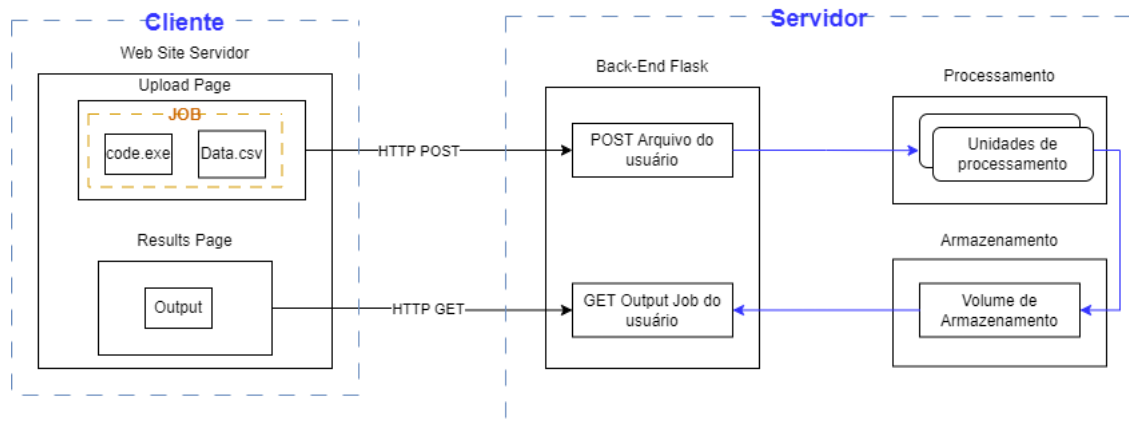 Cliente
Web Site Servidor
Upload Page
JOB
code.exe
Data.csv
HTTP POST
Results Page
Output
HTTP GET
Servidor
Back-End Flask
POST Arquivo do
usuário
GET Output Job do
usuário
Processamento
Unidades de
processamento
Armazenamento
Volume de
Armazenamento